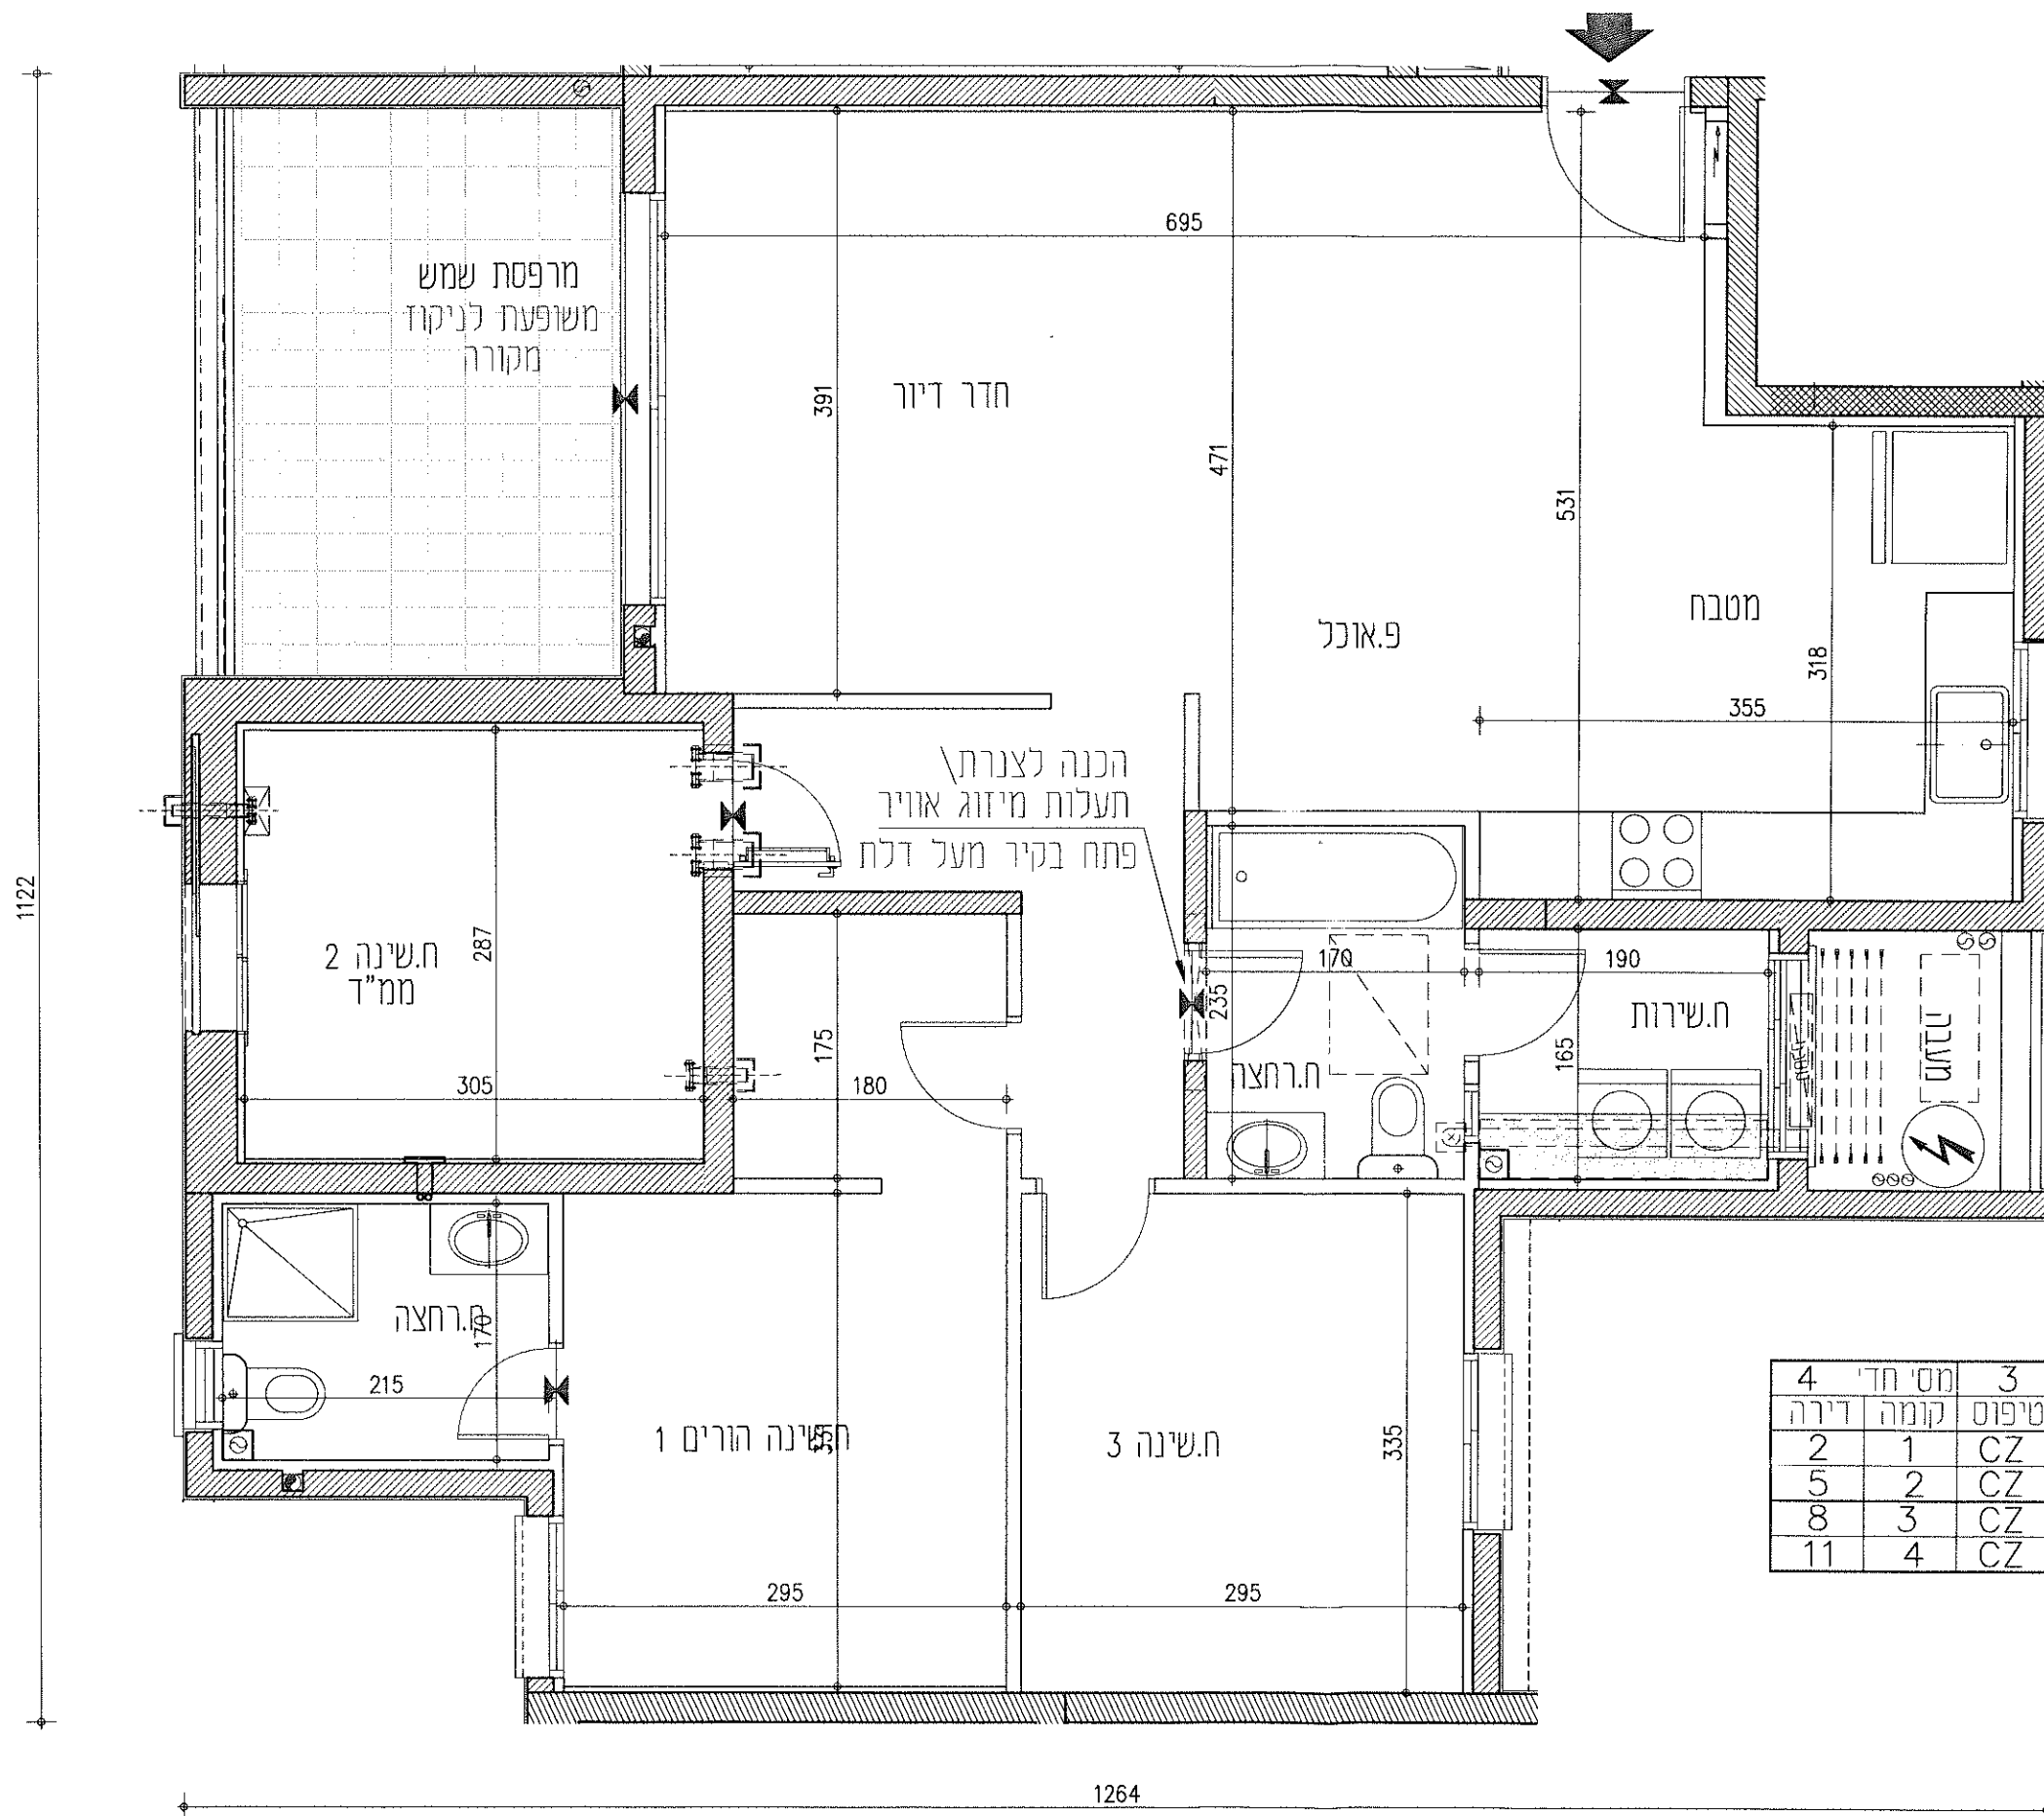 695
מרפסת שמש
משופעת לניקוז
מקורה
חדר דיור
391
471
531
מטבח
פ.אוכל
318
355
הכנה לצנרת\
תעלות מיזוג אוויר
פתח בקיר מעל דלת
1122
ח.שינה 2
ממ"ד
287
305
175
180
170
235
ח.רחצה
190
ח.שירות
165
מעבה
ח.רחצה
170
215
ח.שינה הורים 1
ח.שינה 3
335
295
295
3 מס' חד' 4
טיפוס קומה דירה
CZ 1 2
CZ 2 5
CZ 3 8
CZ 4 11
1264